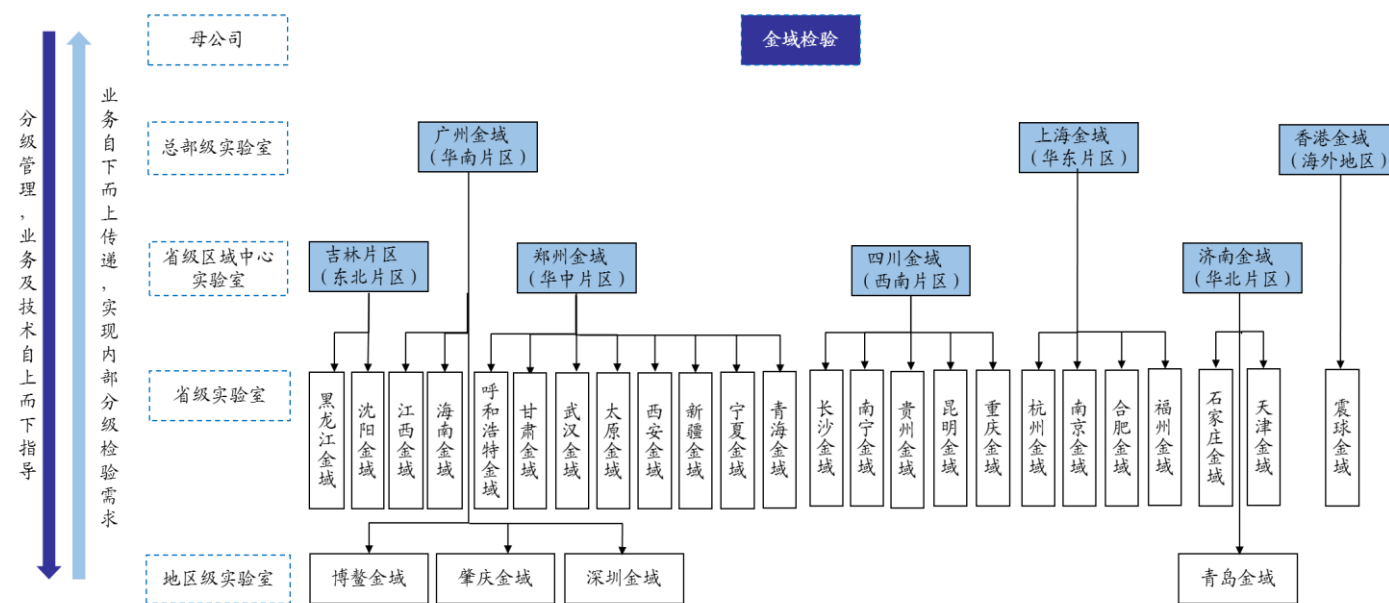 母公司
金域检验
分级管理，业务及技术自上而下指导
业务自下而上传递，实现内部分级检验需求
总部级实验室
广州金域
（华南片区）
上海金域
（华东片区）
香港金域
（海外地区）
省级区域中心
实验室
吉林片区
（东北片区）
郑州金域
（华中片区）
四川金域
（西南片区）
济南金域
（华北片区）
省级实验室
黑龙江金域
沈阳金域
江西金域
海南金域
呼和浩特金域
甘肃金域
武汉金域
太原金域
西安金域
新疆金域
宁夏金域
青海金域
长沙金域
南宁金域
贵州金域
昆明金域
重庆金域
杭州金域
南京金域
合肥金域
福州金域
石家庄金域
天津金域
震球金域
地区级实验室
博鳌金域
肇庆金域
深圳金域
青岛金域